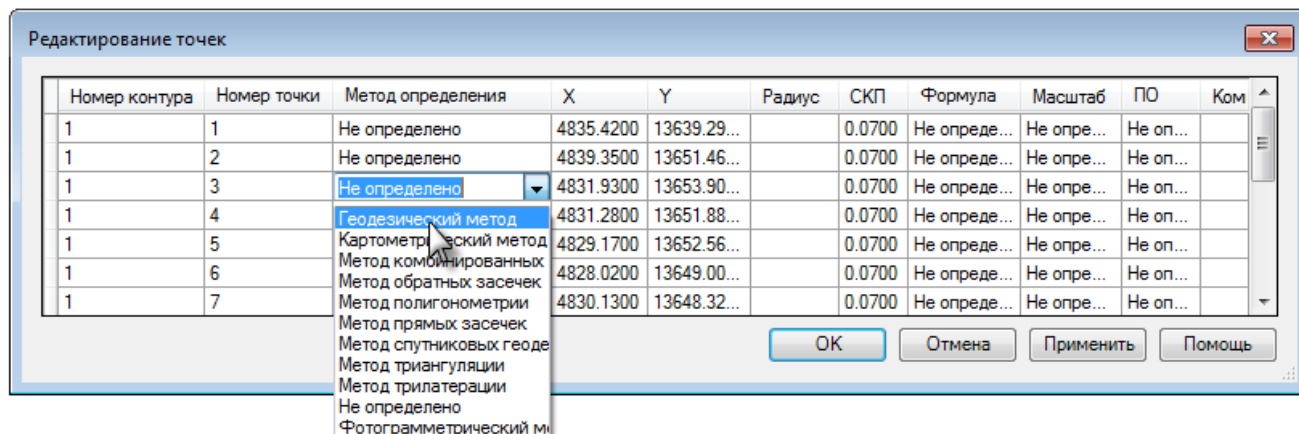 Редактирование точек
Номер контура Номер точки Метод определения X Y Радиус СКП Формула Масштаб ПО Ком
1 1 Не определено 4835.4200 13639.29... 0.0700 Не опреде... Не опре... Не оп...
1 2 Не определено 4839.3500 13651.46... 0.0700 Не опреде... Не опре... Не оп...
1 3 Не определено 4831.9300 13653.90... 0.0700 Не опреде... Не опре... Не оп...
1 4 4831.2800 13651.88... 0.0700 Не опреде... Не опре... Не оп...
1 5 4829.1700 13652.56... 0.0700 Не опреде... Не опре... Не оп...
1 6 4828.0200 13649.00... 0.0700 Не опреде... Не опре... Не оп...
1 7 4830.1300 13648.32... 0.0700 Не опреде... Не опре... Не оп...
Геодезический метод
Картометрический метод
Метод комбинированных
Метод обратных засечек
Метод полигонометрии
Метод прямых засечек
Метод спутниковых геоде
Метод триангуляции
Метод трилатерации
Не определено
Фотограмметрический ме
OK Отмена Применить Помощь